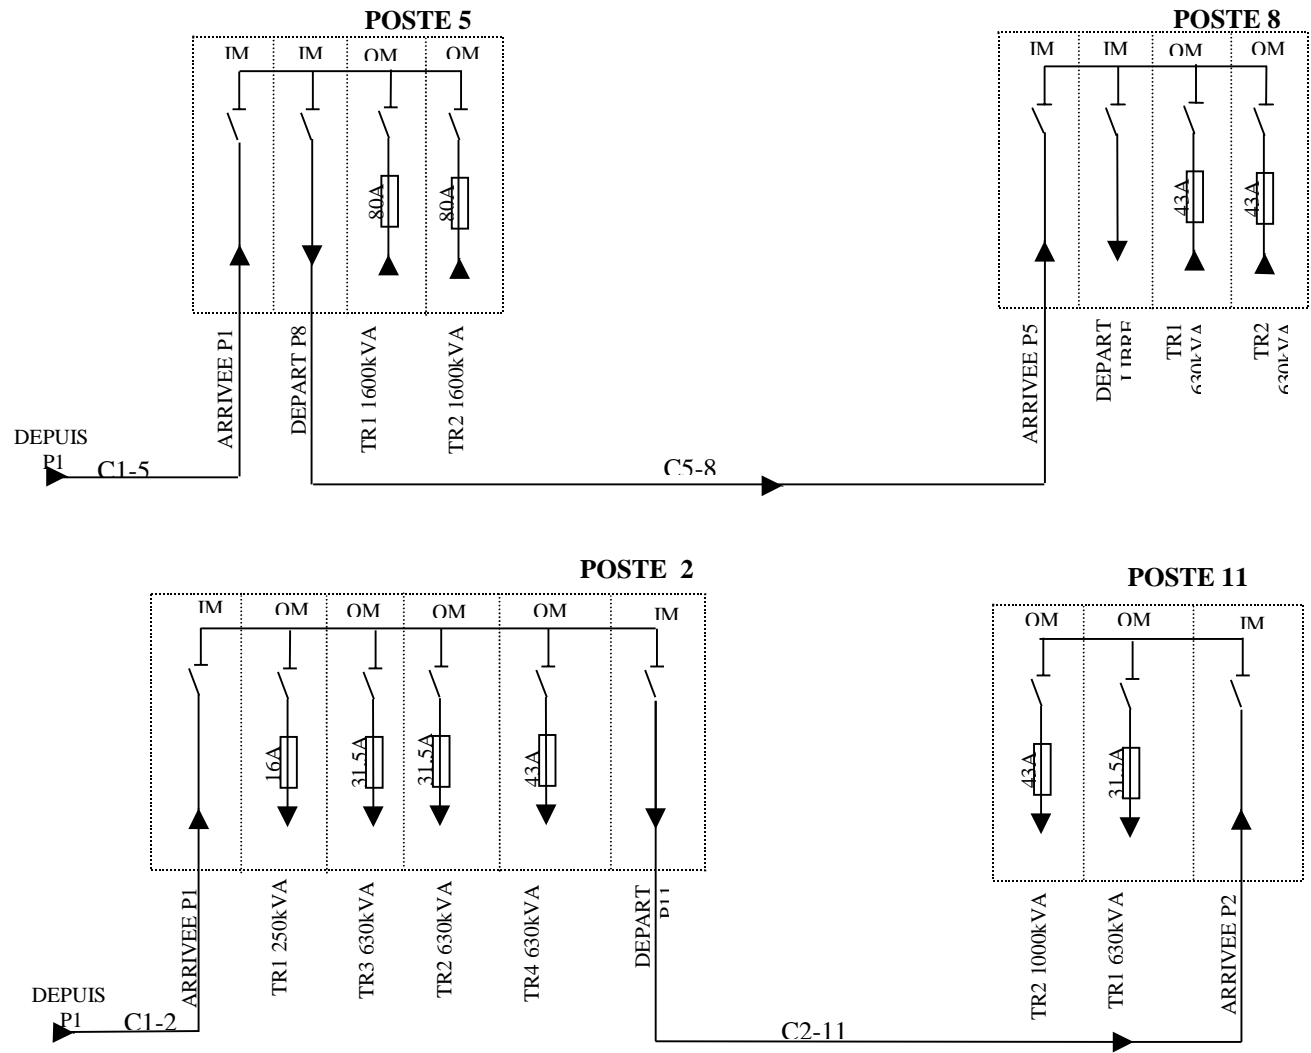 POSTE 5
IM
IM
OM
OM
80A
80A
ARRIVEE P1
DEPART P8
TR1 1600kVA
TR2 1600kVA
DEPUIS
P1
C1-5
C5-8
POSTE 8
IM
IM
OM
OM
43A
43A
ARRIVEE P5
DEPART
LIBRE
TR1
630kVA
TR2
630kVA
POSTE 2
IM
OM
OM
OM
OM
IM
16A
31.5A
31.5A
43A
ARRIVEE P1
TR1 250kVA
TR3 630kVA
TR2 630kVA
TR4 630kVA
DEPART
P11
DEPUIS
P1
C1-2
C2-11
POSTE 11
OM
OM
IM
43A
31.5A
TR2 1000kVA
TR1 630kVA
ARRIVEE P2